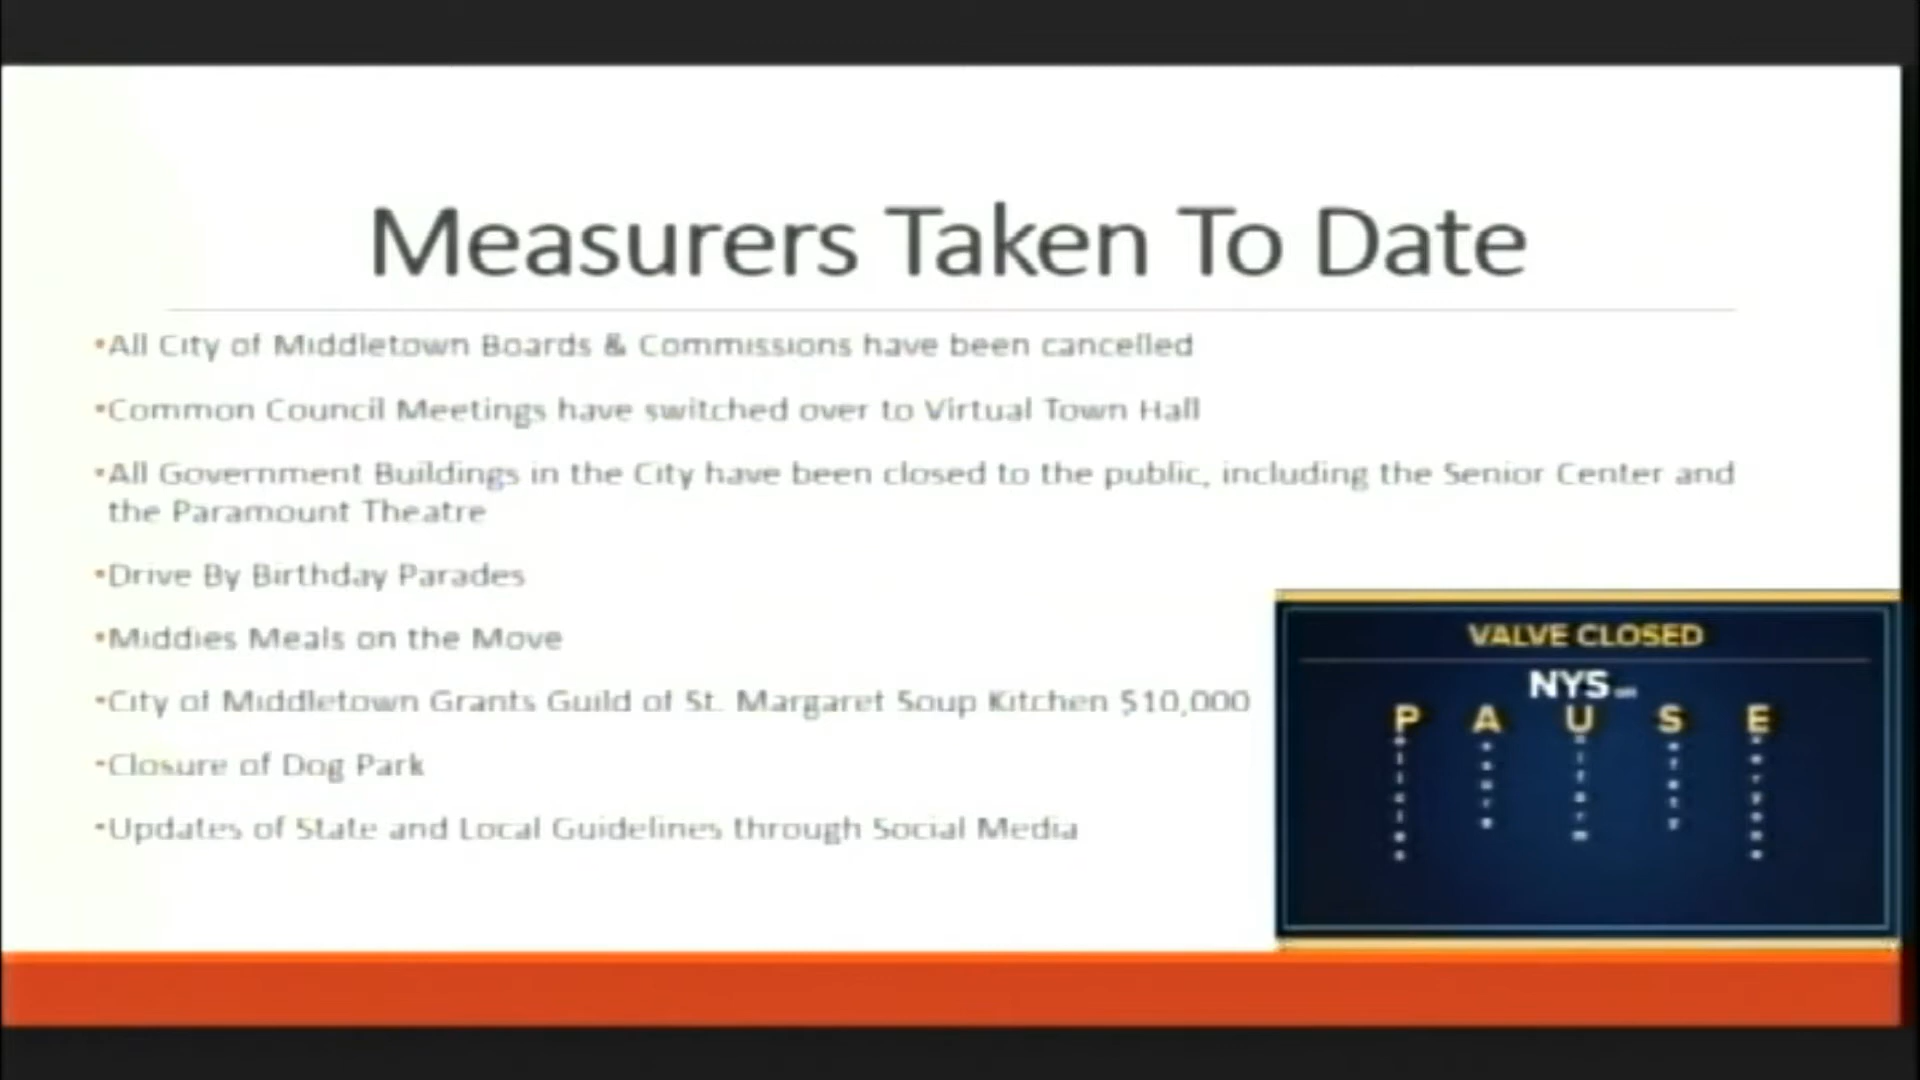 Measurers Taken To Date
•All City of Middletown Boards & Commissions have been cancelled
•Common Council Meetings have switched over to Virtual Town Hall
•All Government Buildings in the City have been closed to the public, including the Senior Center and
the Paramount Theatre
•Drive By Birthday Parades
•Middies Meals on the Move
•City of Middletown Grants Guild of St. Margaret Soup Kitchen $10,000
•Closure of Dog Park
•Updates of State and Local Guidelines through Social Media
VALVE CLOSED
NYS
P A U S E